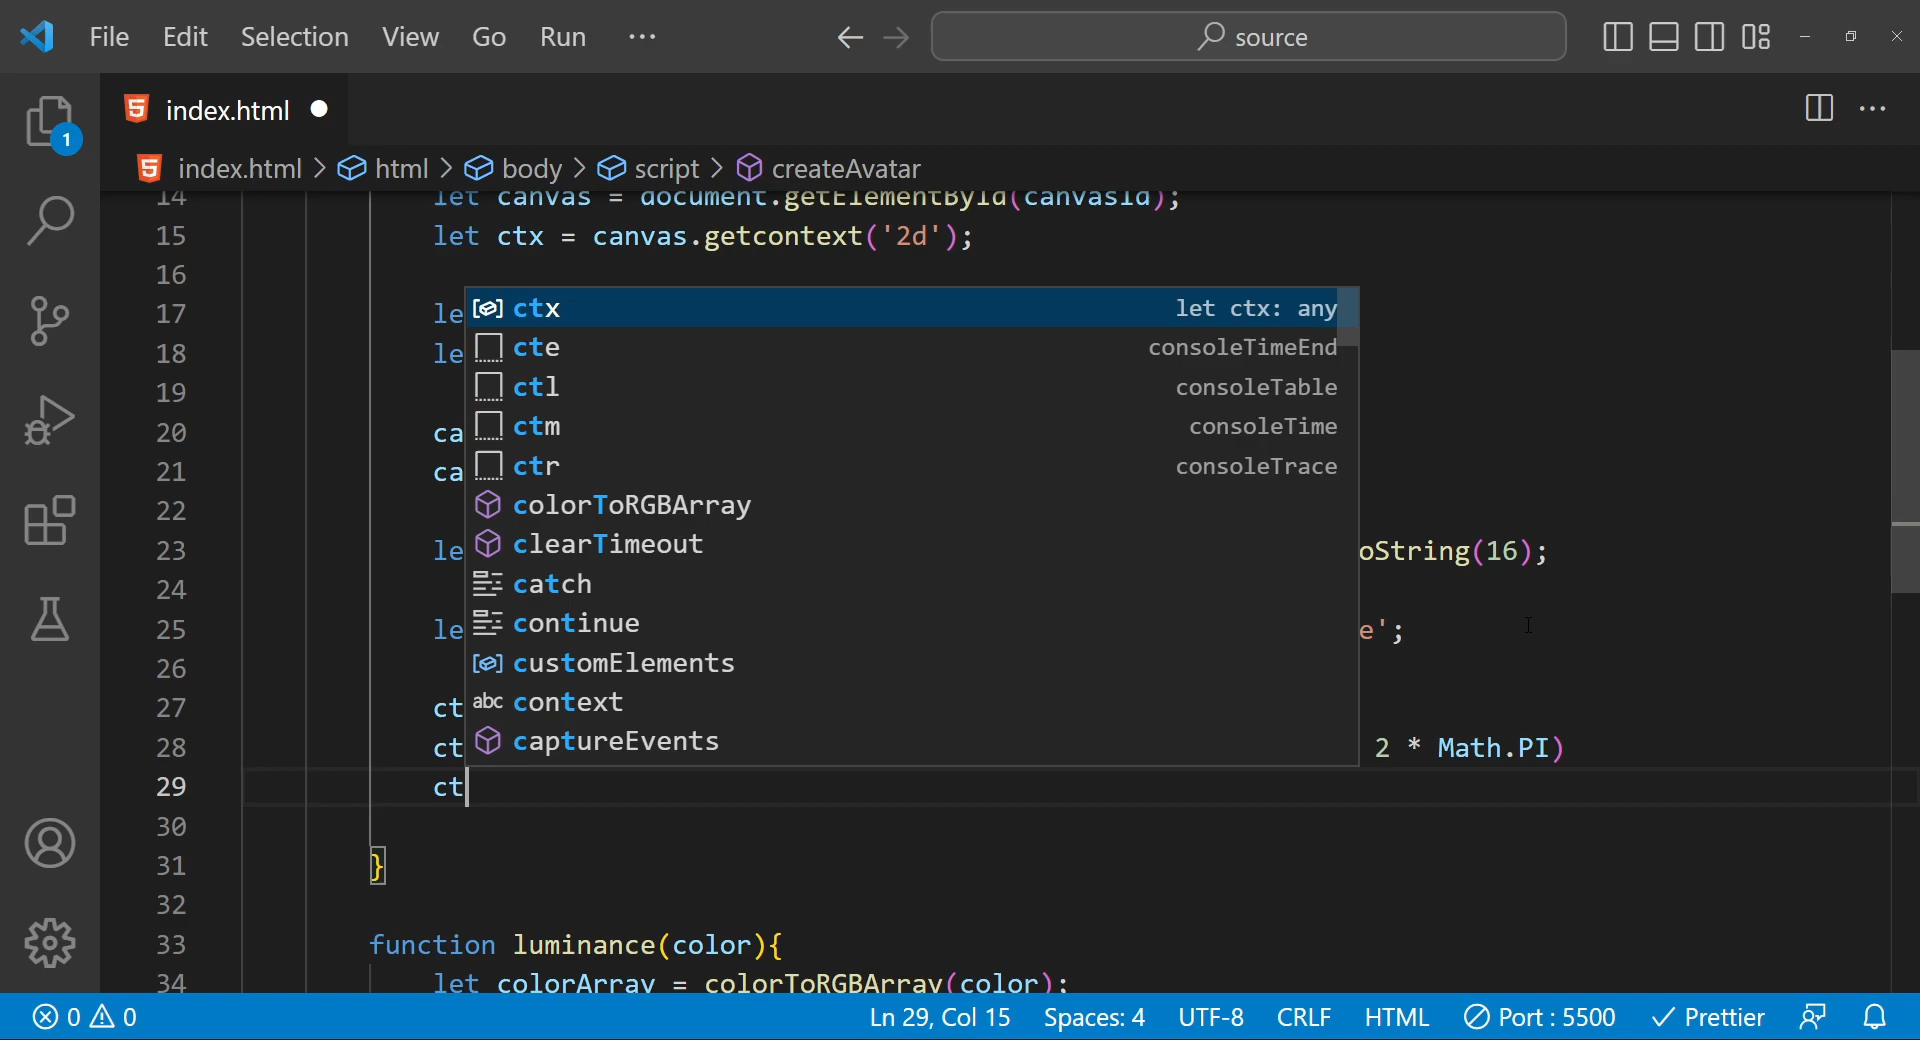 File Edit Selection View Go Run ··· source
1
index.html
index.html > html > body > script > createAvatar
14 let canvas = document.getElementById(canvasId);
15 let ctx = canvas.getcontext('2d');
16
17 le
18 le
19
20 ca
21 ca
22
23 le oString(16);
24
25 le e';
26
27 ct
28 ct 2 * Math.PI)
29 ct
30
31 }
32
33 function luminance(color){
34 let colorArray = colorToRGBArray(color);
ctx let ctx: any
cte consoleTimeEnd
ctl consoleTable
ctm consoleTime
ctr consoleTrace
colorToRGBArray
clearTimeout
catch
continue
customElements
abc context
captureEvents
0 0 Ln 29, Col 15 Spaces: 4 UTF-8 CRLF HTML Port : 5500 Prettier